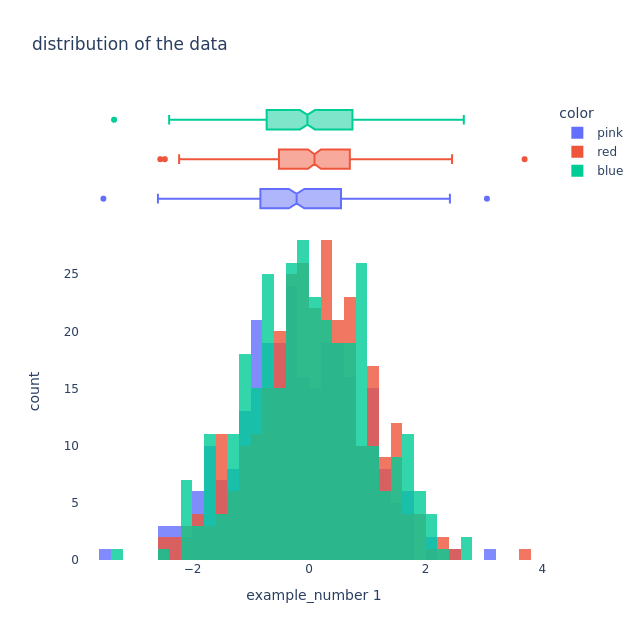 distribution of the data
color
pink
red
blue
25
20
15
10
5
0
count
−2
0
2
4
example_number 1